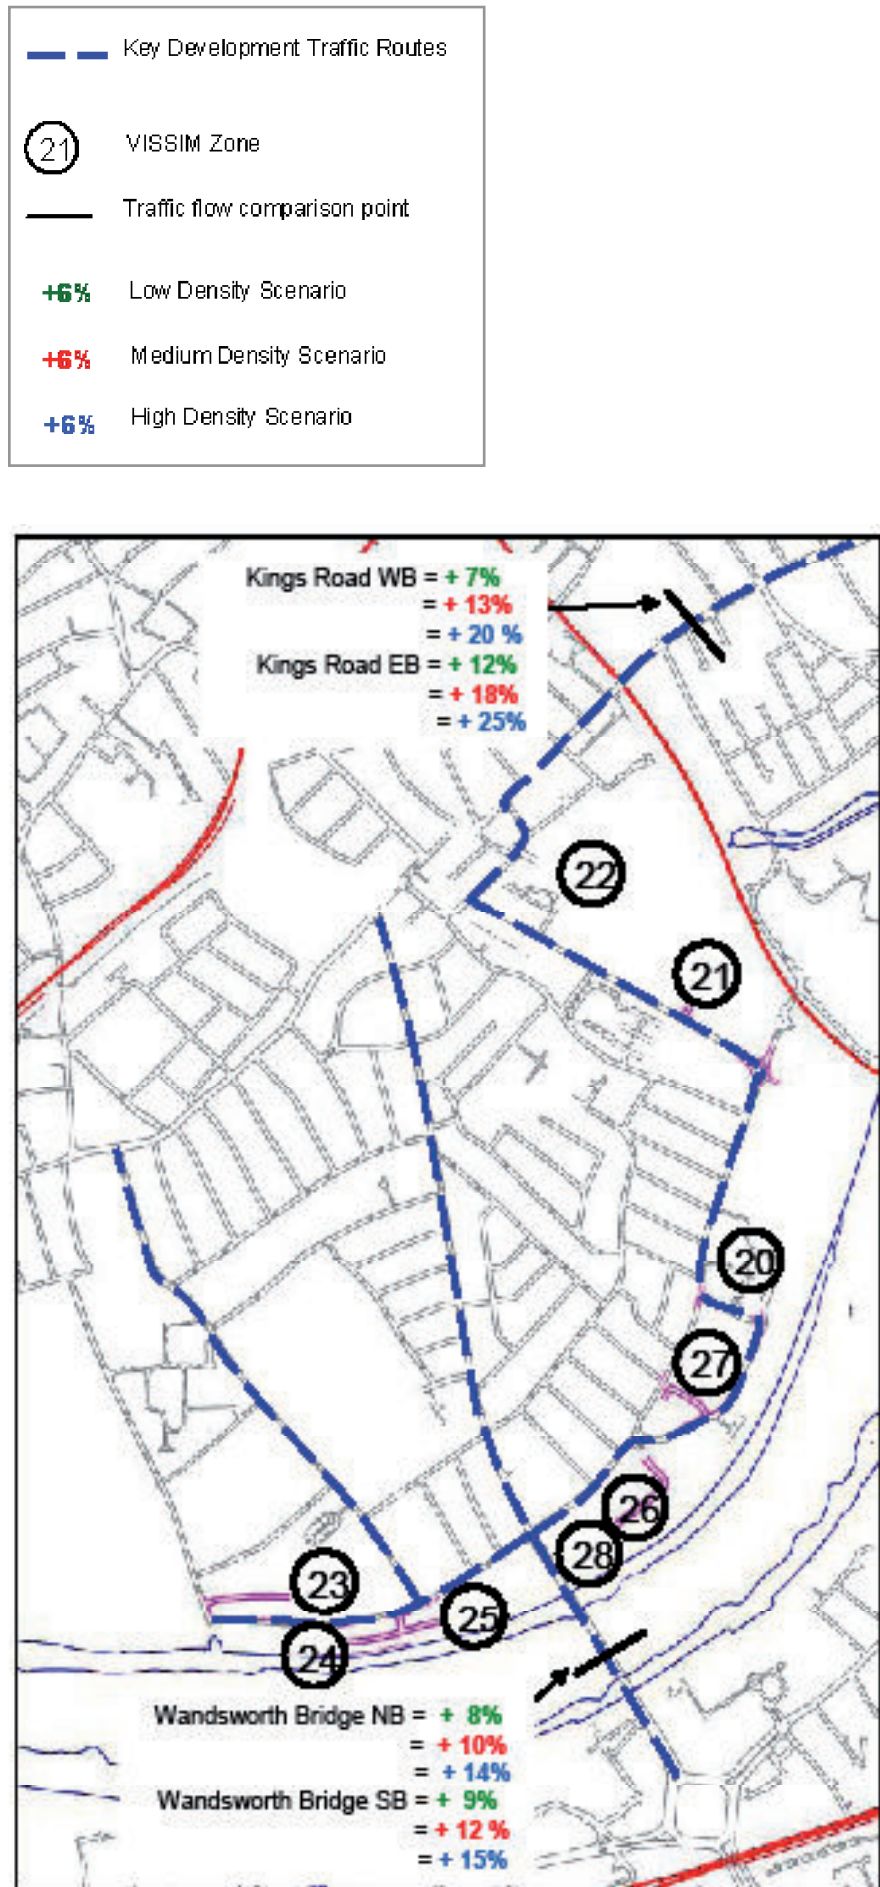 Key Development Traffic Routes
21 VISSIM Zone
Traffic flow comparison point
+6% Low Density Scenario
+6% Medium Density Scenario
+6% High Density Scenario
Kings Road WB = + 7%
= + 13%
= + 20 %
Kings Road EB = + 12%
= + 18%
= + 25%
22
21
20
27
26
28
23
25
24
Wandsworth Bridge NB = + 8%
= + 10%
= + 14%
Wandsworth Bridge SB = + 9%
= + 12 %
= + 15%